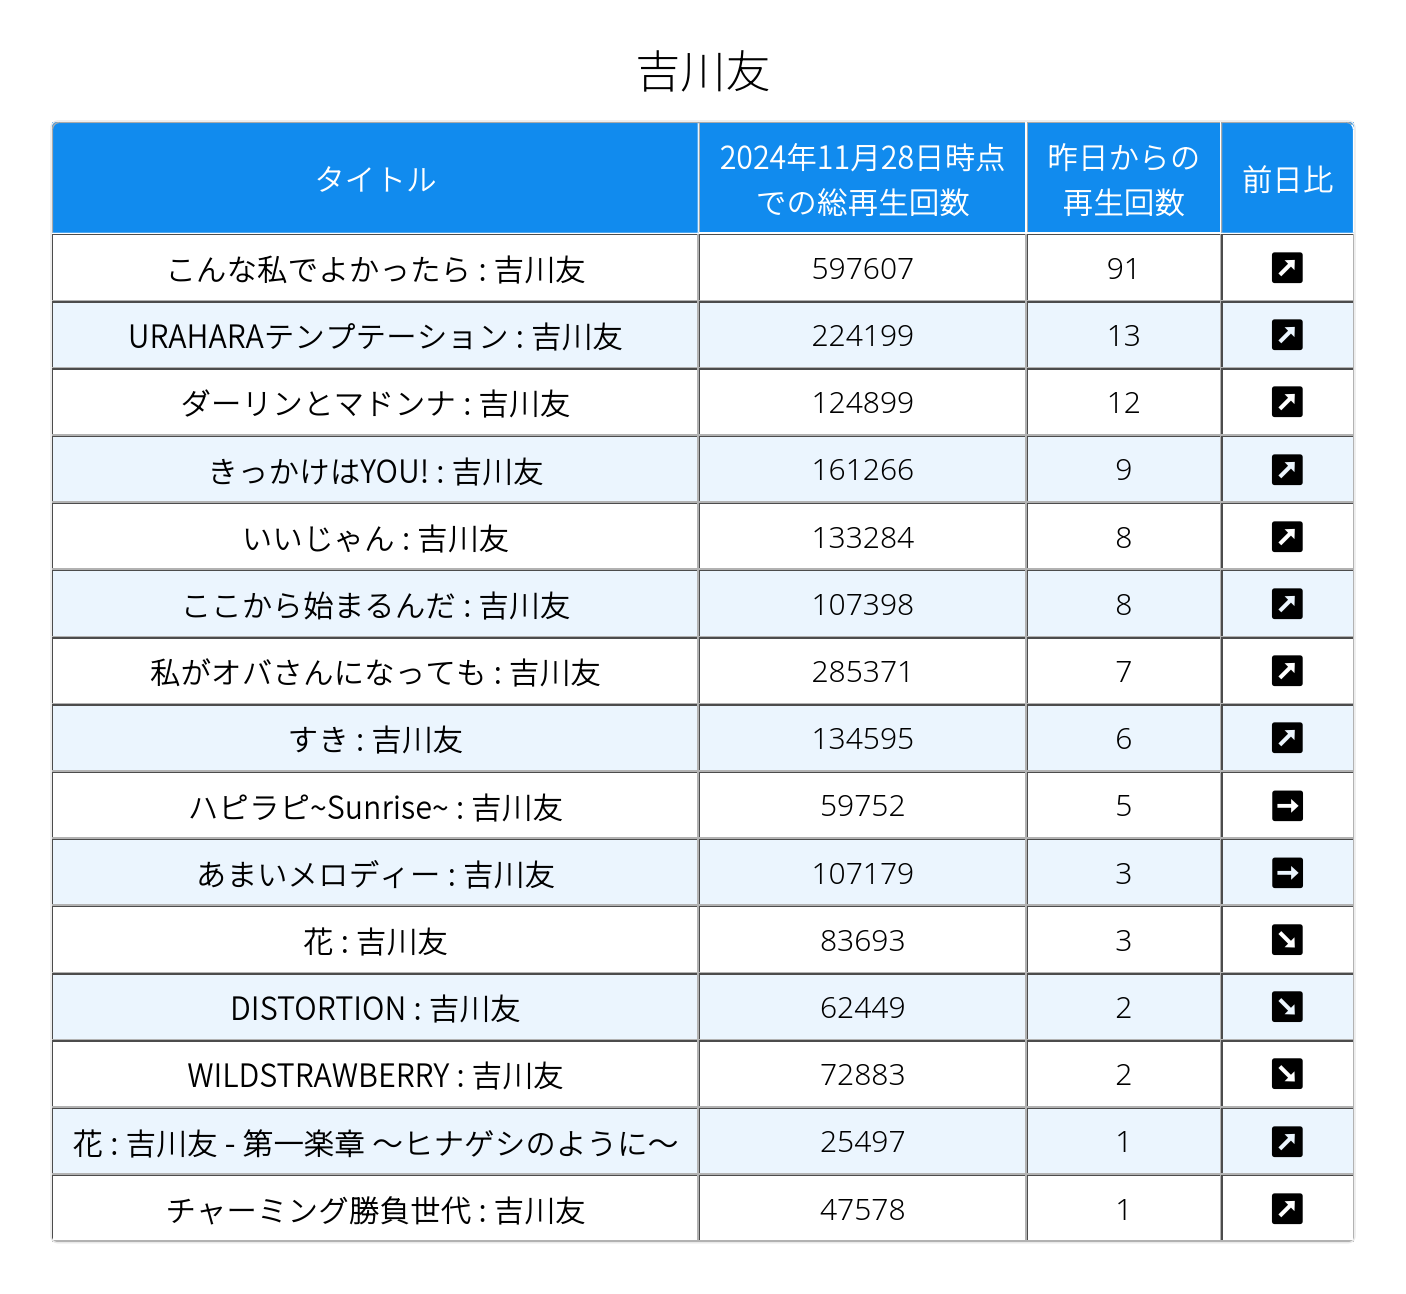 吉川友
タイトル 2024年11月28日時点での総再生回数 昨日からの再生回数 前日比
こんな私でよかったら : 吉川友 597607 91 ↗
URAHARAテンプテーション : 吉川友 224199 13 ↗
ダーリンとマドンナ : 吉川友 124899 12 ↗
きっかけはYOU! : 吉川友 161266 9 ↗
いいじゃん : 吉川友 133284 8 ↗
ここから始まるんだ : 吉川友 107398 8 ↗
私がオバさんになっても : 吉川友 285371 7 ↗
すき : 吉川友 134595 6 ↗
ハピラピ~Sunrise~ : 吉川友 59752 5 →
あまいメロディー : 吉川友 107179 3 →
花 : 吉川友 83693 3 ↘
DISTORTION : 吉川友 62449 2 ↘
WILDSTRAWBERRY : 吉川友 72883 2 ↘
花 : 吉川友 - 第一楽章 〜ヒナゲシのように〜 25497 1 ↗
チャーミング勝負世代 : 吉川友 47578 1 ↗